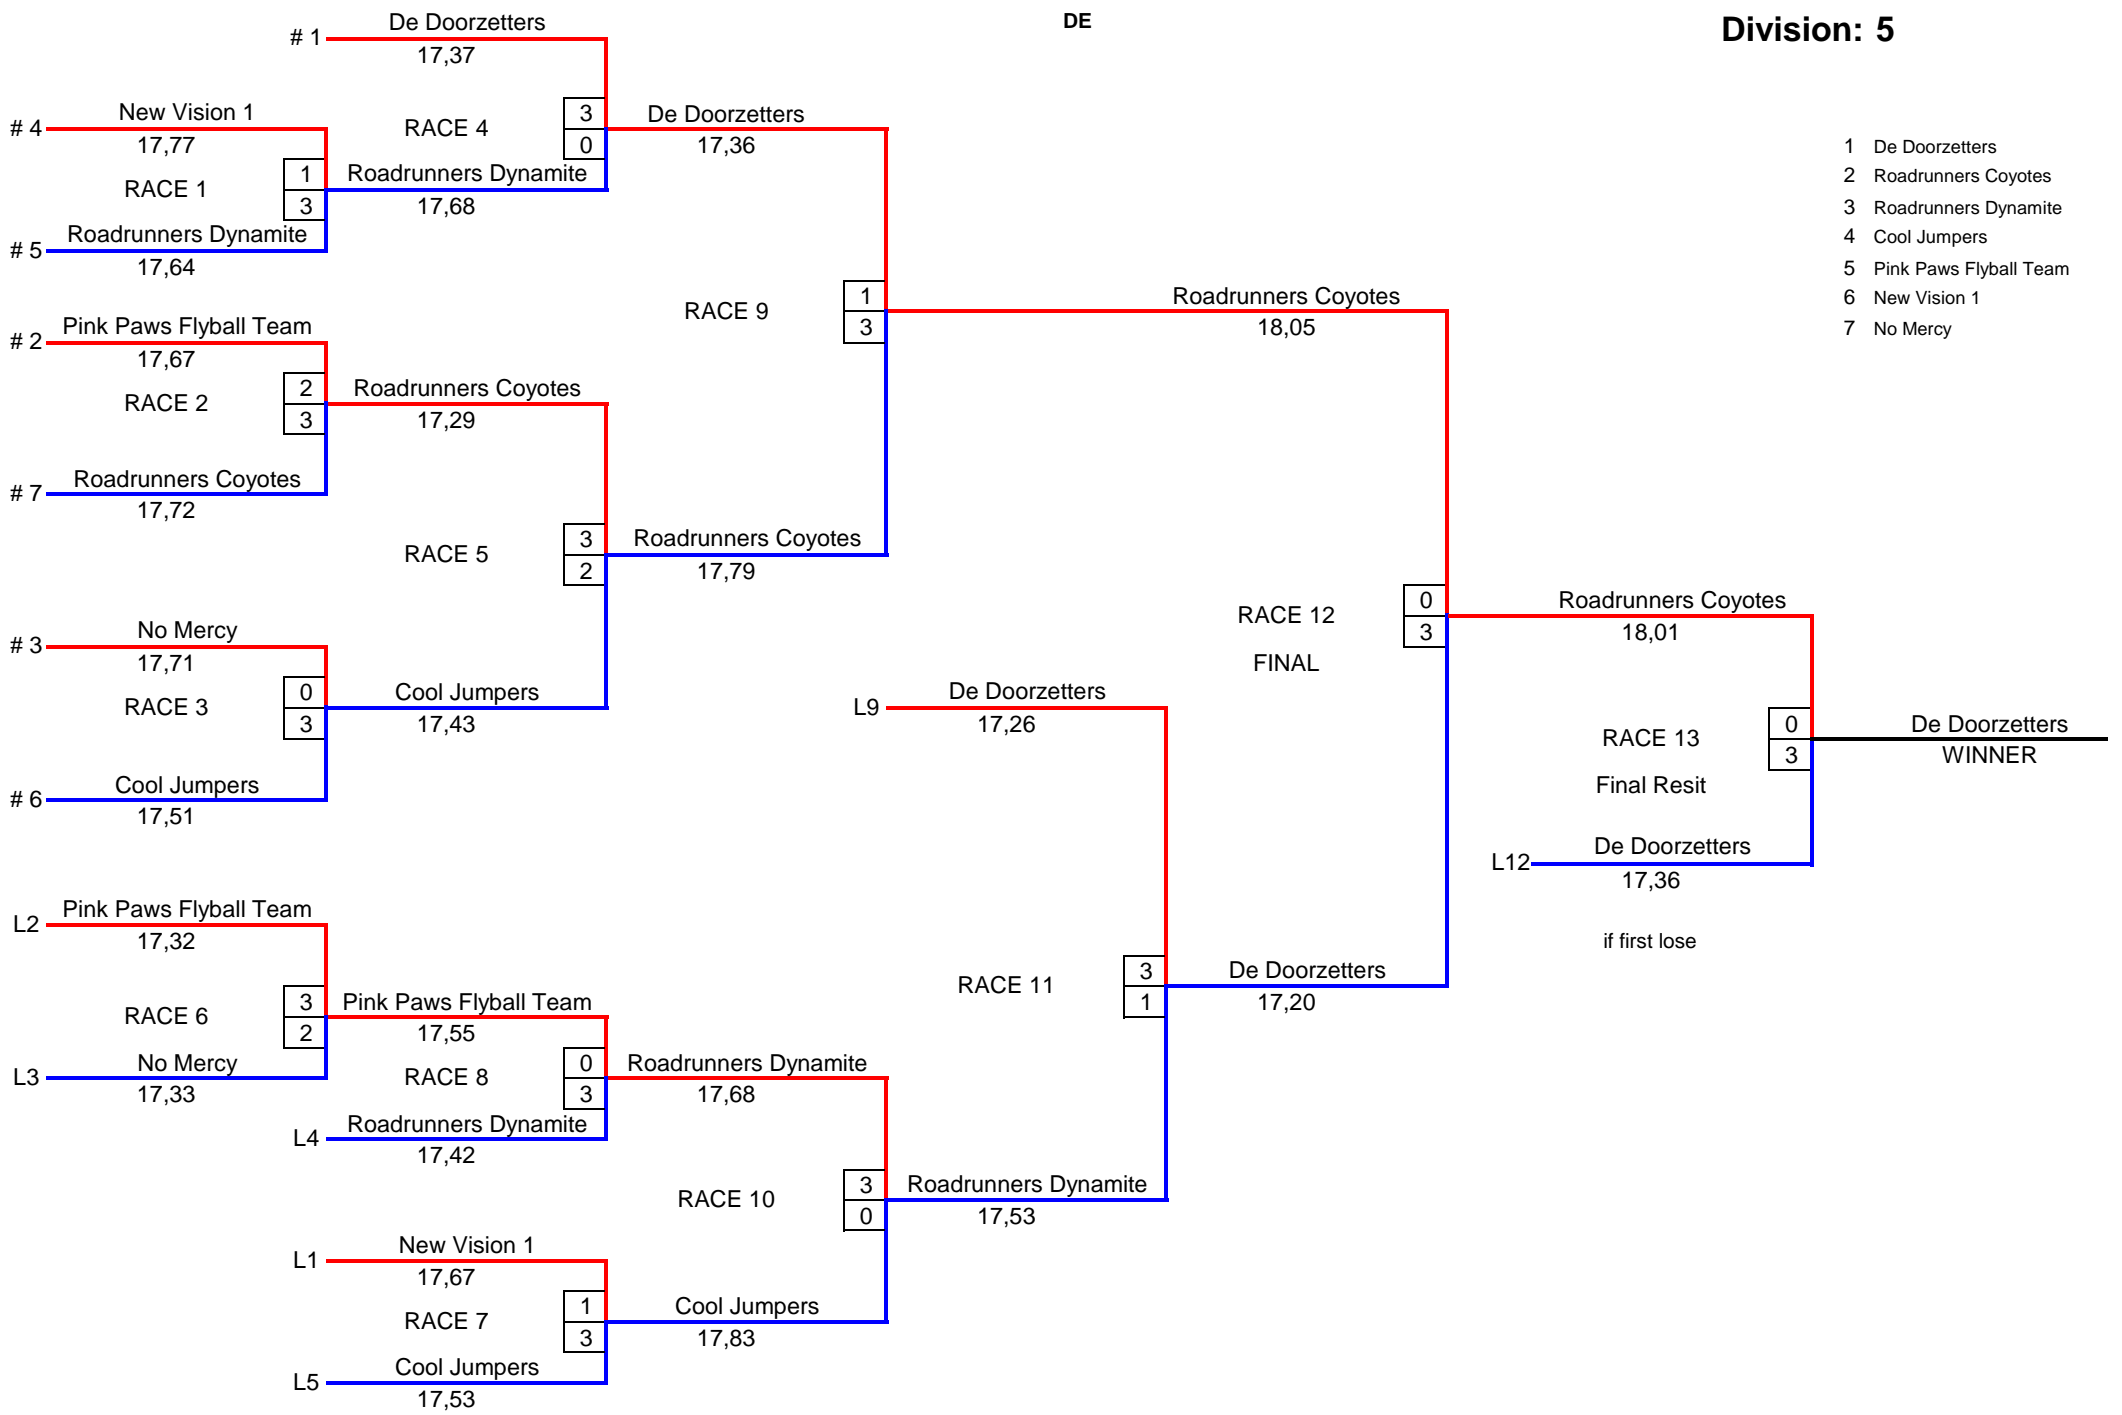 DE
Division: 5
# 1
De Doorzetters
17,37
# 4
New Vision 1
17,77
RACE 1
1
3
# 5
Roadrunners Dynamite
17,64
RACE 4
3
0
Roadrunners Dynamite
17,68
De Doorzetters
17,36
# 2
Pink Paws Flyball Team
17,67
RACE 2
2
3
# 7
Roadrunners Coyotes
17,72
Roadrunners Coyotes
17,29
RACE 5
3
2
# 3
No Mercy
17,71
RACE 3
0
3
# 6
Cool Jumpers
17,51
Cool Jumpers
17,43
Roadrunners Coyotes
17,79
RACE 9
1
3
Roadrunners Coyotes
18,05
L2
Pink Paws Flyball Team
17,32
RACE 6
3
2
L3
No Mercy
17,33
Pink Paws Flyball Team
17,55
RACE 8
0
3
L4
Roadrunners Dynamite
17,42
Roadrunners Dynamite
17,68
RACE 10
3
0
L1
New Vision 1
17,67
RACE 7
1
3
L5
Cool Jumpers
17,53
Cool Jumpers
17,83
Roadrunners Dynamite
17,53
L9
De Doorzetters
17,26
RACE 11
3
1
De Doorzetters
17,20
RACE 12
FINAL
0
3
Roadrunners Coyotes
18,01
RACE 13
Final Resit
0
3
L12
De Doorzetters
17,36
if first lose
De Doorzetters
WINNER
1 De Doorzetters
2 Roadrunners Coyotes
3 Roadrunners Dynamite
4 Cool Jumpers
5 Pink Paws Flyball Team
6 New Vision 1
7 No Mercy